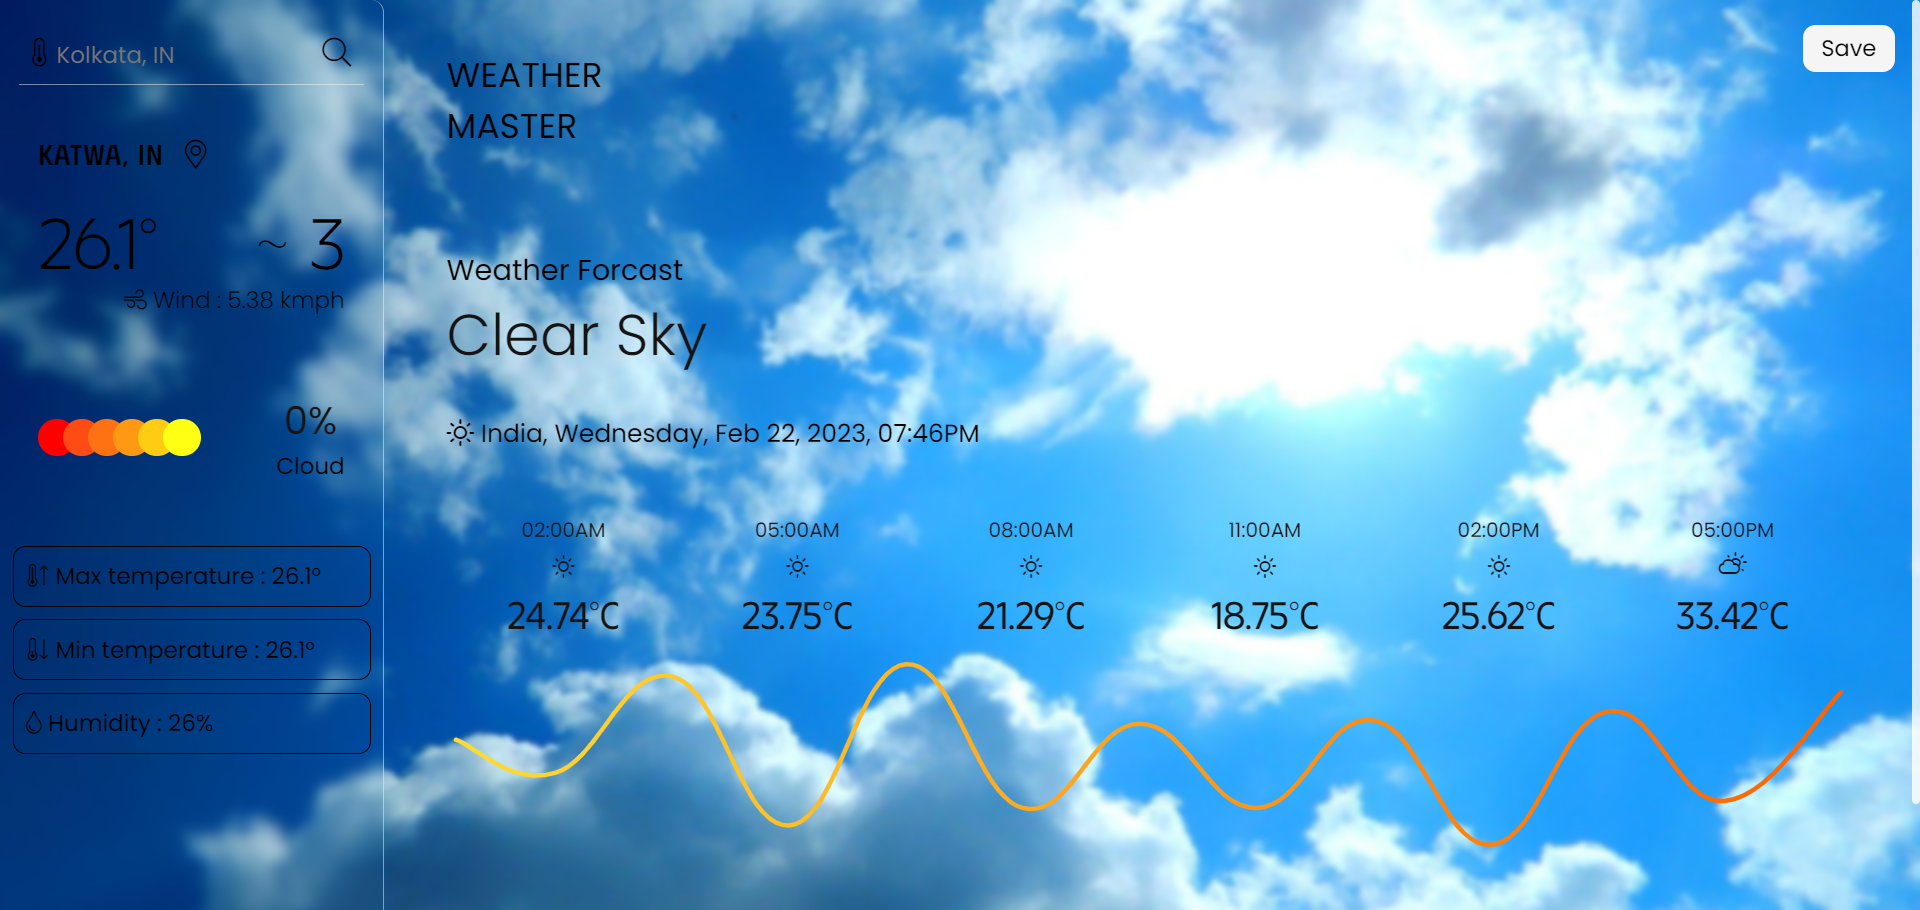 Kolkata, IN
KATWA, IN
26.1°
~ 3
Wind : 5.38 kmph
0%
Cloud
Max temperature : 26.1°
Min temperature : 26.1°
Humidity : 26%
Save
WEATHER
MASTER
Weather Forcast
Clear Sky
India, Wednesday, Feb 22, 2023, 07:46PM
02:00AM 05:00AM 08:00AM 11:00AM 02:00PM 05:00PM
24.74°C 23.75°C 21.29°C 18.75°C 25.62°C 33.42°C